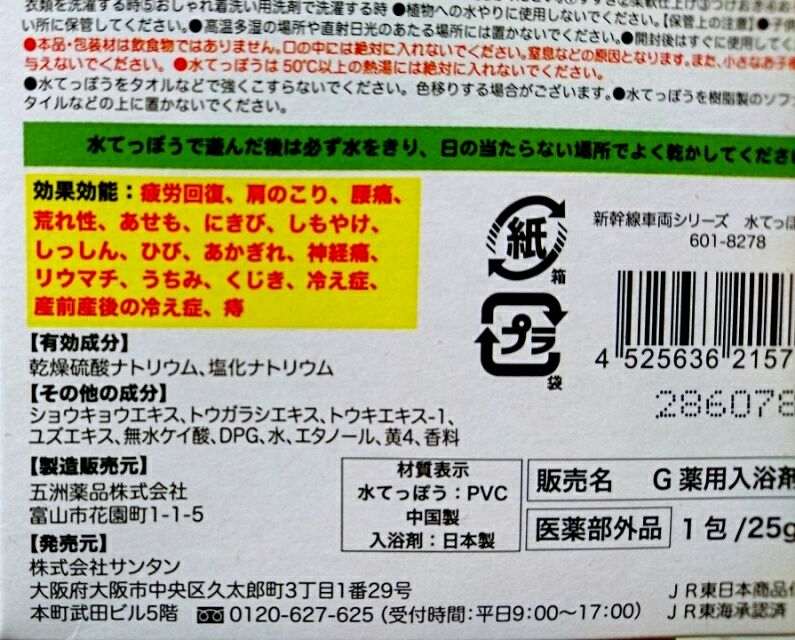 衣類を洗濯する時⑤おしゃれ着洗い用洗剤で洗濯する時 ●植物への水やりに使用しないでください。【保管上の注意】●子供
い所に保管してください。●高温多湿の場所や直射日光のあたる場所には置かないでください。●開封後はすぐに使用してく
●本品・包装材は飲食物ではありません。口の中には絶対に入れないでください。窒息などの原因となります。また、小さなお子様
与えないでください。 ●水てっぽうは50℃以上の熱湯には絶対に入れないでください。
●水てっぽうをタオルなどで強くこすらないでください。色移りする場合がございます。●水てっぽうを樹脂製のソファ
タイルなどの上に置かないでください。
水てっぽうで遊んだ後は必ず水をきり、日の当たらない場所でよく乾かしてくださ
効果効能:疲労回復、肩のこり、腰痛、
荒れ性、あせも、にきび、しもやけ、
しっしん、ひび、あかぎれ、神経痛、
リウマチ、うちみ、くじき、冷え症、
産前産後の冷え症、痔
紙
箱
プラ
袋
新幹線車両シリーズ 水てっぽ
601-8278
4 525636 2157
286078
【有効成分】
乾燥硫酸ナトリウム、塩化ナトリウム
【その他の成分】
ショウキョウエキス、トウガラシエキス、トウキエキス-1、
ユズエキス、無水ケイ酸、DPG、水、エタノール、黄4、香料
【製造販売元】
五洲薬品株式会社
富山市花園町1-1-5
【発売元】
株式会社サンタン
大阪府大阪市中央区久太郎町3丁目1番29号
本町武田ビル5階 0120-627-625(受付時間:平日9:00〜17:00)
材質表示
水てっぽう:PVC
中国製
入浴剤:日本製
販売名 G薬用入浴剤
医薬部外品 1包/25g
JR東日本商品化
JR東海承認済